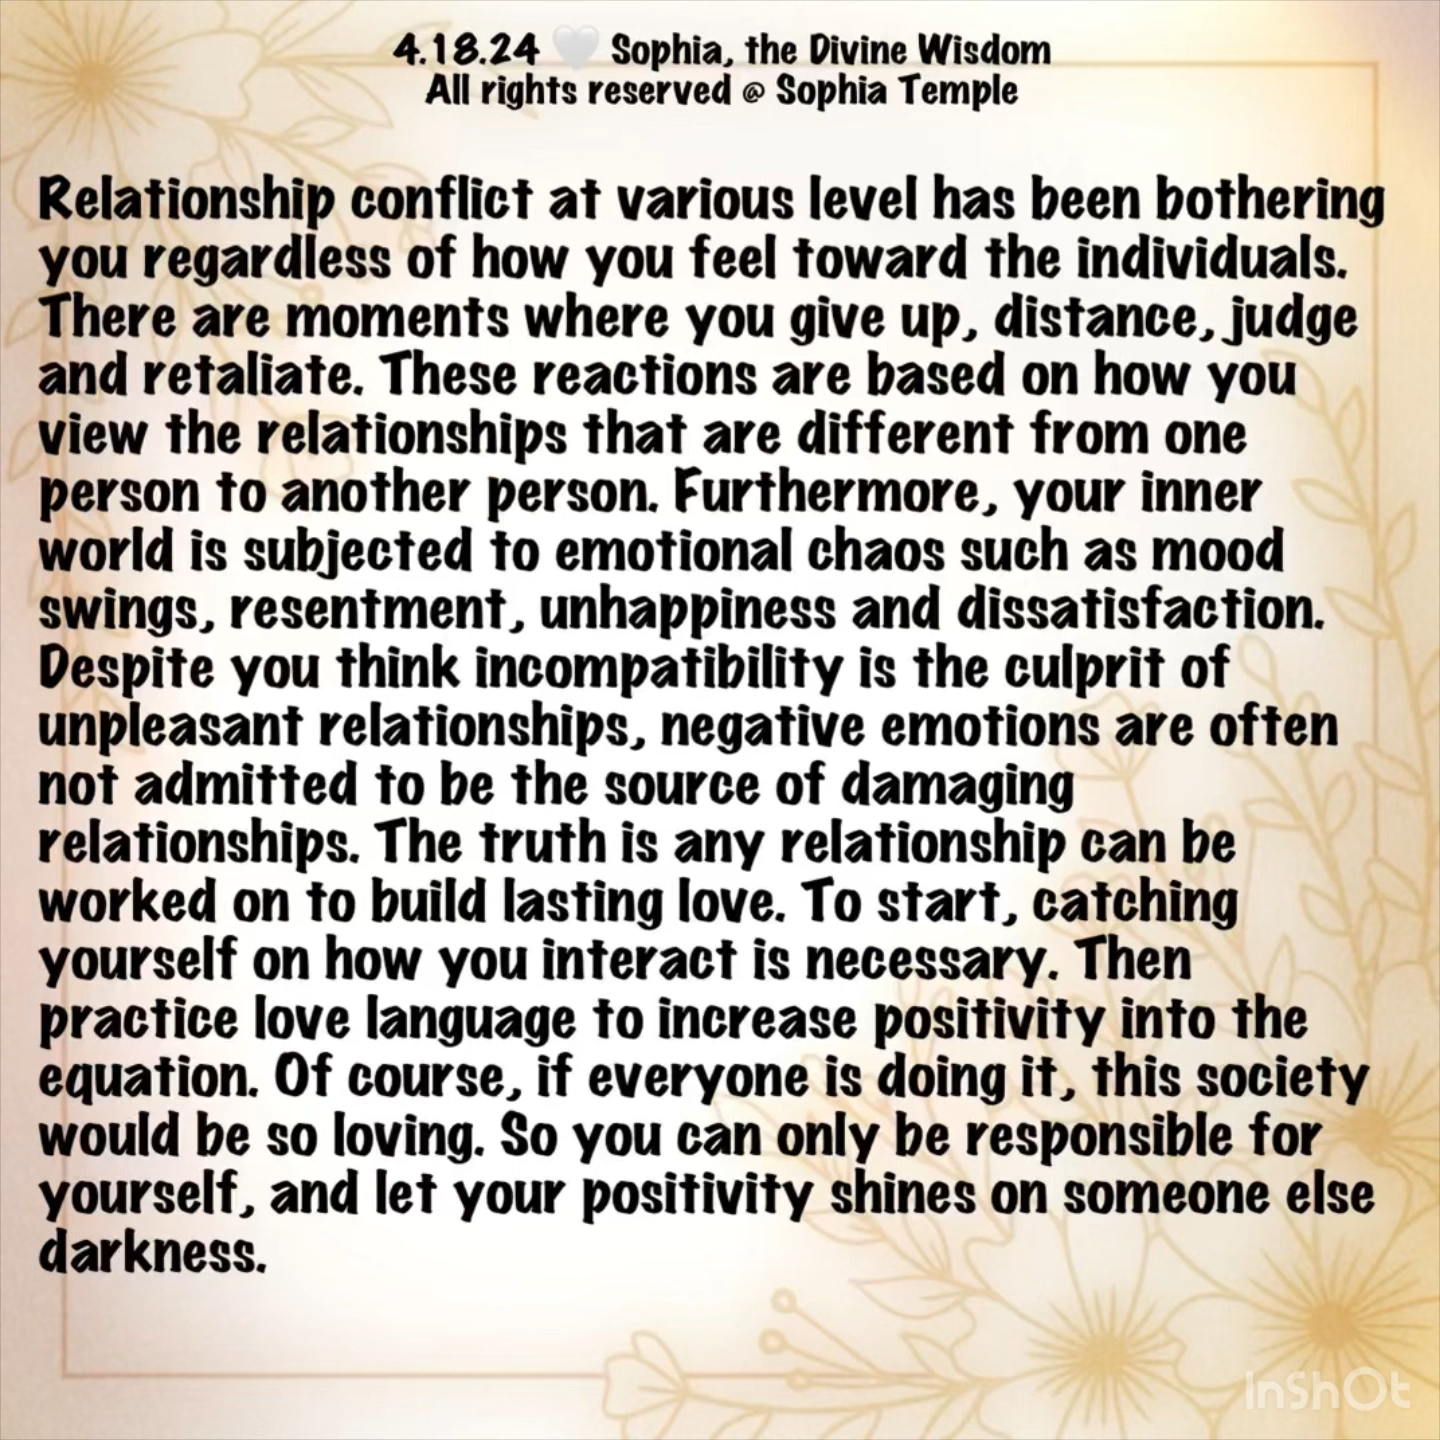 4.18.24 🤍 Sophia, the Divine Wisdom
All rights reserved @ Sophia Temple
Relationship conflict at various level has been bothering
you regardless of how you feel toward the individuals.
There are moments where you give up, distance, judge
and retaliate. These reactions are based on how you
view the relationships that are different from one
person to another person. Furthermore, your inner
world is subjected to emotional chaos such as mood
swings, resentment, unhappiness and dissatisfaction.
Despite you think incompatibility is the culprit of
unpleasant relationships, negative emotions are often
not admitted to be the source of damaging
relationships. The truth is any relationship can be
worked on to build lasting love. To start, catching
yourself on how you interact is necessary. Then
practice love language to increase positivity into the
equation. Of course, if everyone is doing it, this society
would be so loving. So you can only be responsible for
yourself, and let your positivity shines on someone else
darkness.
InShOt